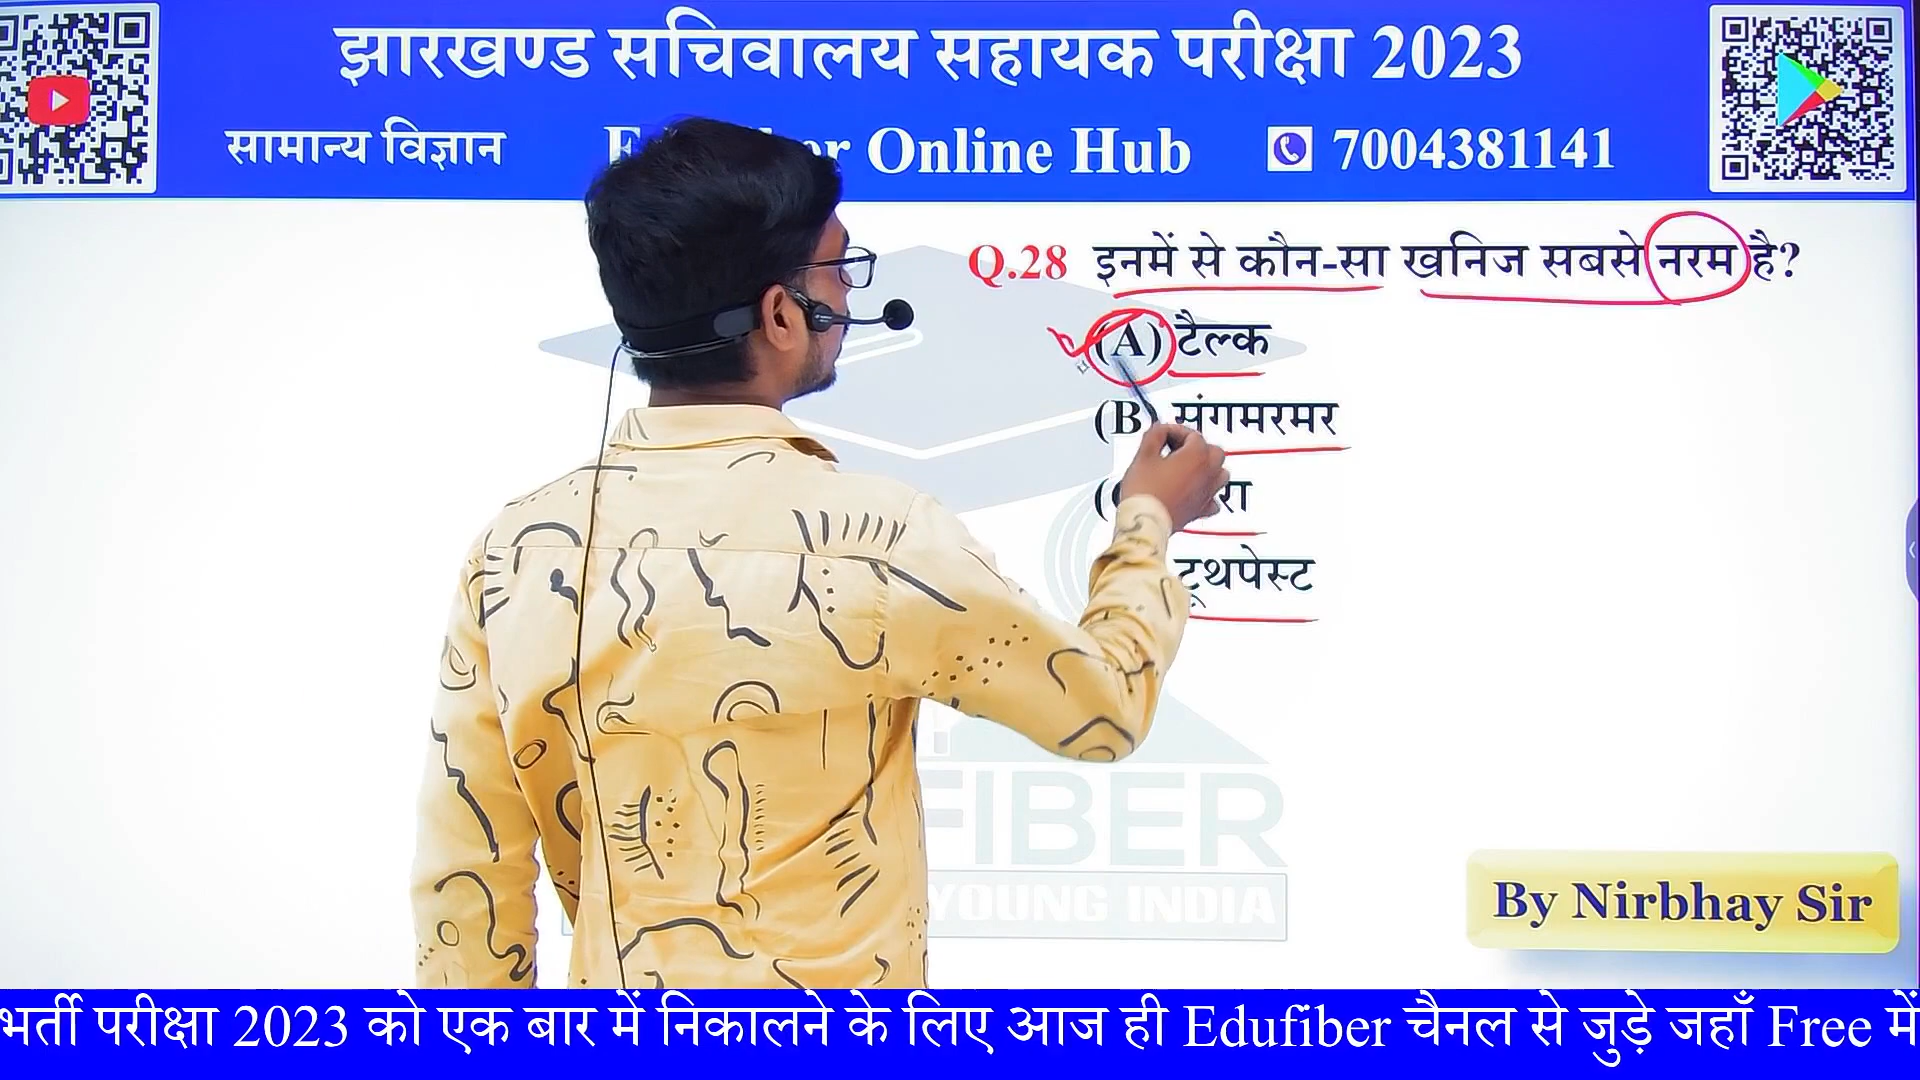 झारखण्ड सचिवालय सहायक परीक्षा 2023
सामान्य विज्ञान
Online Hub
7004381141
Q.28 इनमें से कौन-सा खनिज सबसे नरम है?
(A) टैल्क
(B) संगमरमर
टूथपेस्ट
FIBER
YOUNG INDIA
By Nirbhay Sir
भर्ती परीक्षा 2023 को एक बार में निकालने के लिए आज ही Edufiber चैनल से जुड़े जहाँ Free में